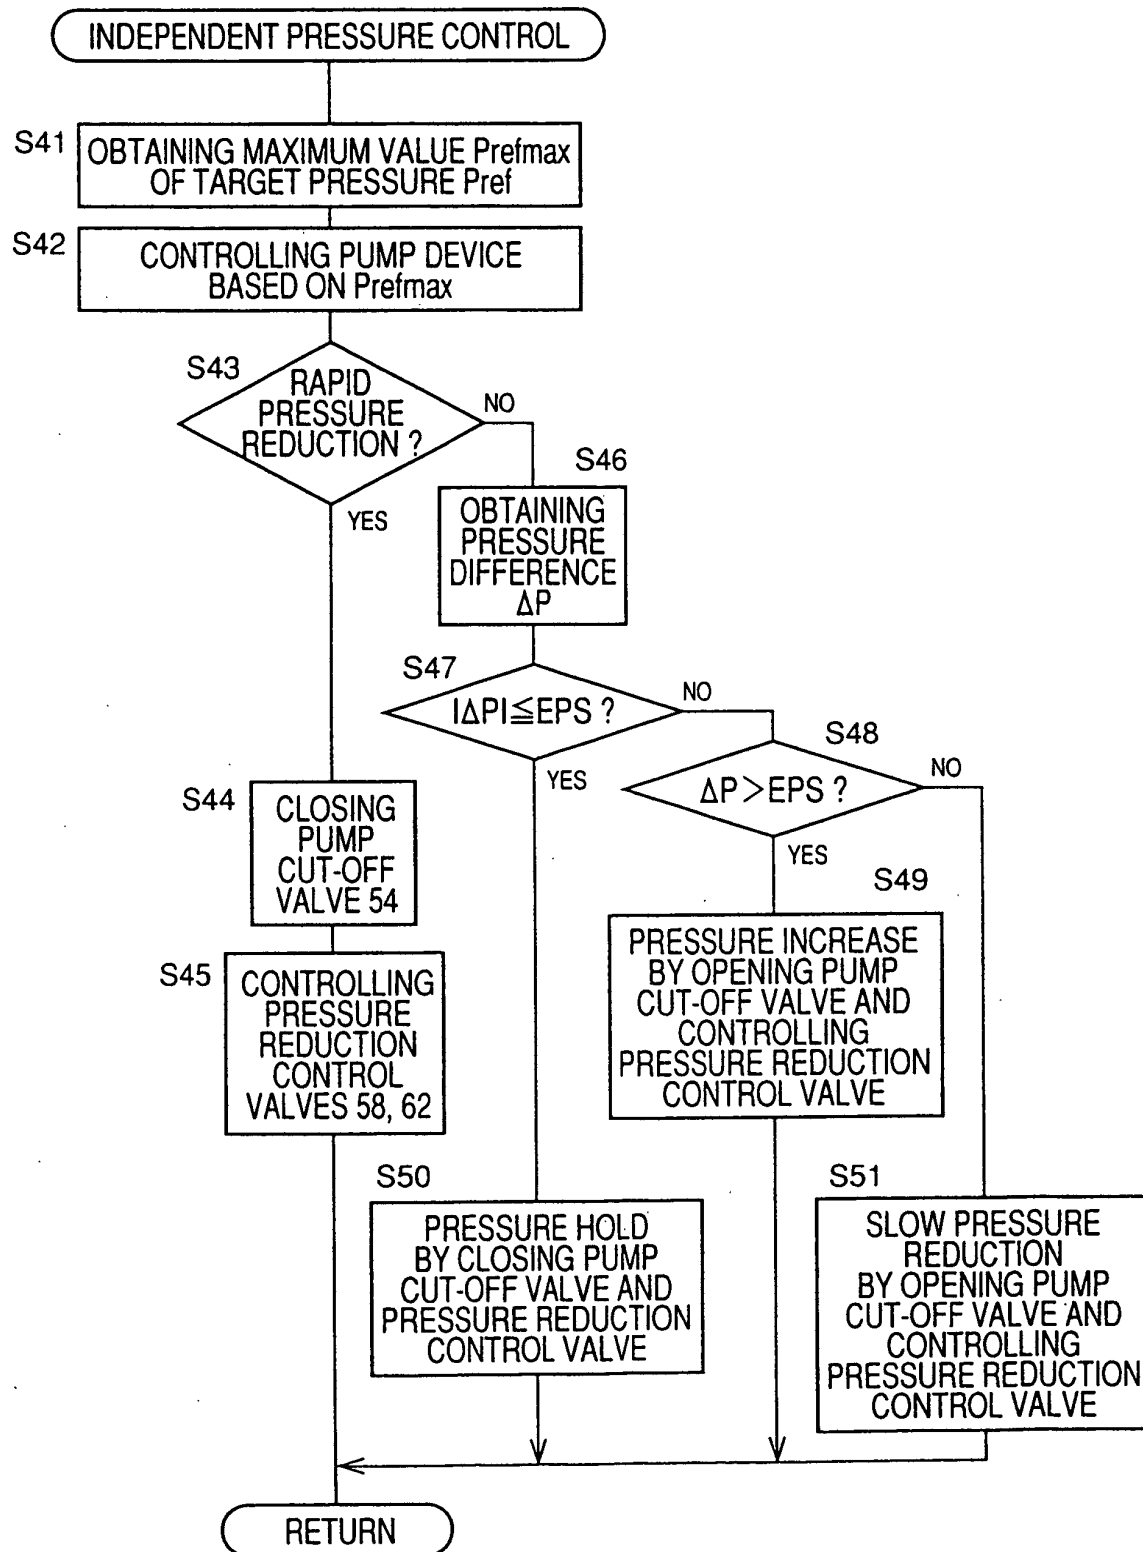 INDEPENDENT PRESSURE CONTROL
S41
OBTAINING MAXIMUM VALUE Prefmax
OF TARGET PRESSURE Pref
S42
CONTROLLING PUMP DEVICE
BASED ON Prefmax
S43
RAPID
PRESSURE
REDUCTION ?
NO
YES
S46
OBTAINING
PRESSURE
DIFFERENCE
ΔP
S47
IΔPI≦EPS ?
NO
YES
S48
ΔP>EPS ?
NO
YES
S44
CLOSING
PUMP
CUT-OFF
VALVE 54
S45
CONTROLLING
PRESSURE
REDUCTION
CONTROL
VALVES 58, 62
S49
PRESSURE INCREASE
BY OPENING PUMP
CUT-OFF VALVE AND
CONTROLLING
PRESSURE REDUCTION
CONTROL VALVE
S50
PRESSURE HOLD
BY CLOSING PUMP
CUT-OFF VALVE AND
PRESSURE REDUCTION
CONTROL VALVE
S51
SLOW PRESSURE
REDUCTION
BY OPENING PUMP
CUT-OFF VALVE AND
CONTROLLING
PRESSURE REDUCTION
CONTROL VALVE
RETURN